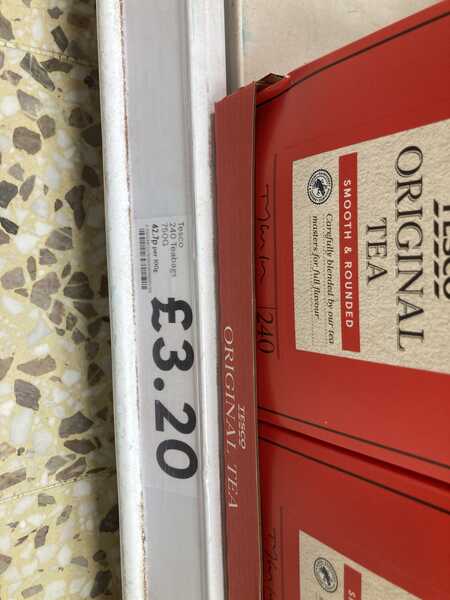 Tesco
240 Teabags
750G
42.7p per 100g
£3.20
TESCO
ORIGINAL TEA
TESCO
ORIGINAL
TEA
SMOOTH & ROUNDED
Carefully blended by our tea
masters for full flavour
240